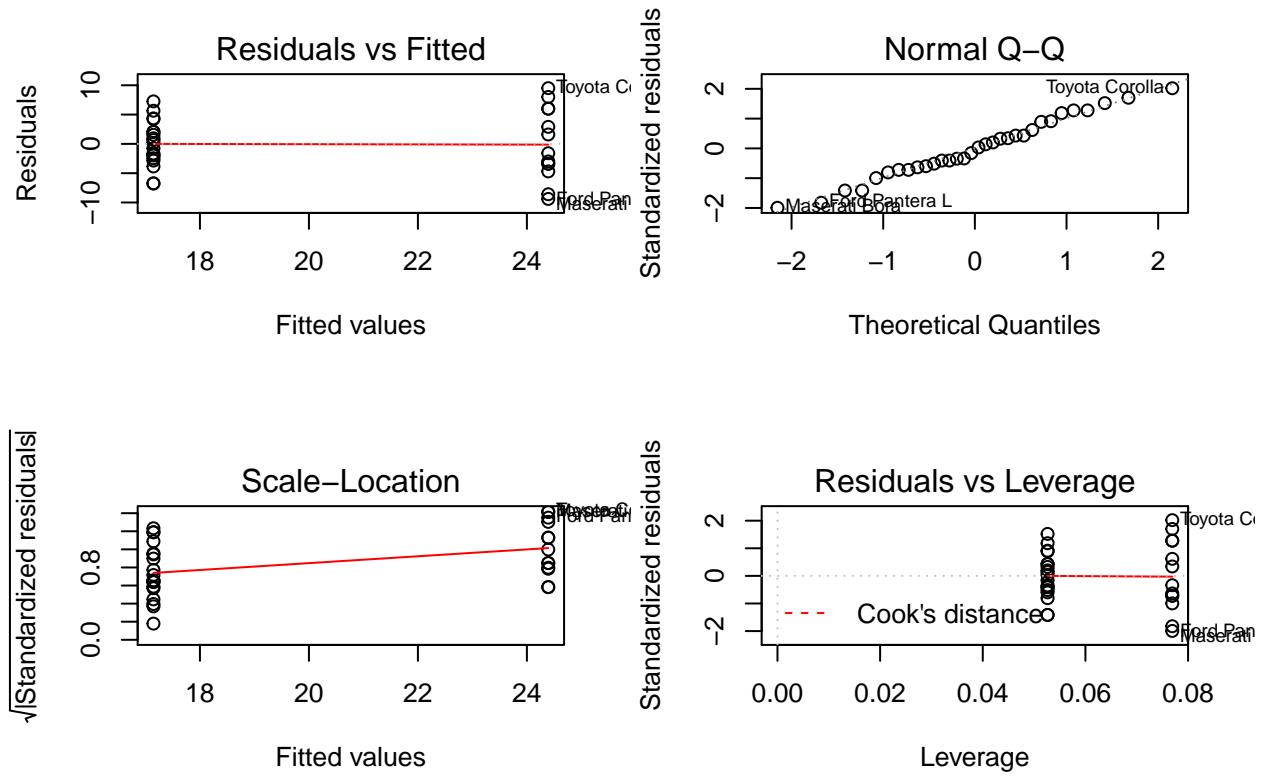 Residuals vs Fitted
Residuals
10
0
−10
Toyota C
Ford Pan
Maserati
18 20 22 24
Fitted values
Normal Q−Q
Standardized residuals
2
0
−2
Toyota Corolla
Ford Pantera L
Maserati Bora
−2 −1 0 1 2
Theoretical Quantiles
Scale−Location
√|Standardized residuals|
0.8
0.0
Ford Pan
18 20 22 24
Fitted values
Residuals vs Leverage
Standardized residuals
2
0
−2
Toyota C
Ford Pan
Maserati
Cook's distance
0.00 0.02 0.04 0.06 0.08
Leverage